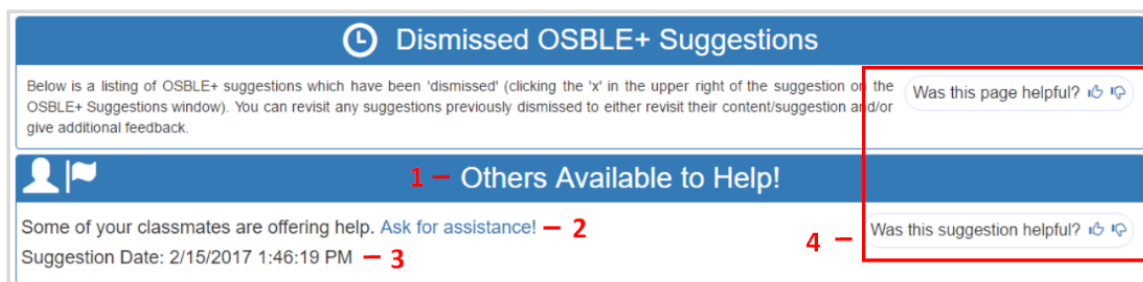 Dismissed OSBLE+ Suggestions
Below is a listing of OSBLE+ suggestions which have been 'dismissed' (clicking the 'x' in the upper right of the suggestion on the
OSBLE+ Suggestions window). You can revisit any suggestions previously dismissed to either revisit their content/suggestion and/or
give additional feedback.
Was this page helpful?
1 – Others Available to Help!
Some of your classmates are offering help. Ask for assistance! – 2
Suggestion Date: 2/15/2017 1:46:19 PM – 3
4 – Was this suggestion helpful?